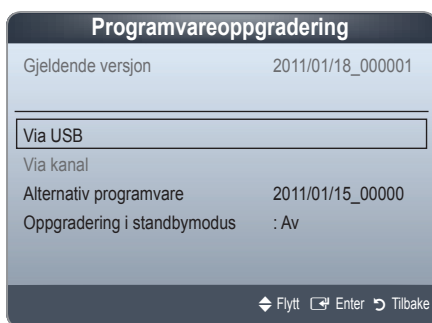 Programvareoppgradering
Gjeldende versjon 2011/01/18_000001
Via USB
Via kanal
Alternativ programvare 2011/01/15_00000
Oppgradering i standbymodus : Av
Flytt Enter Tilbake